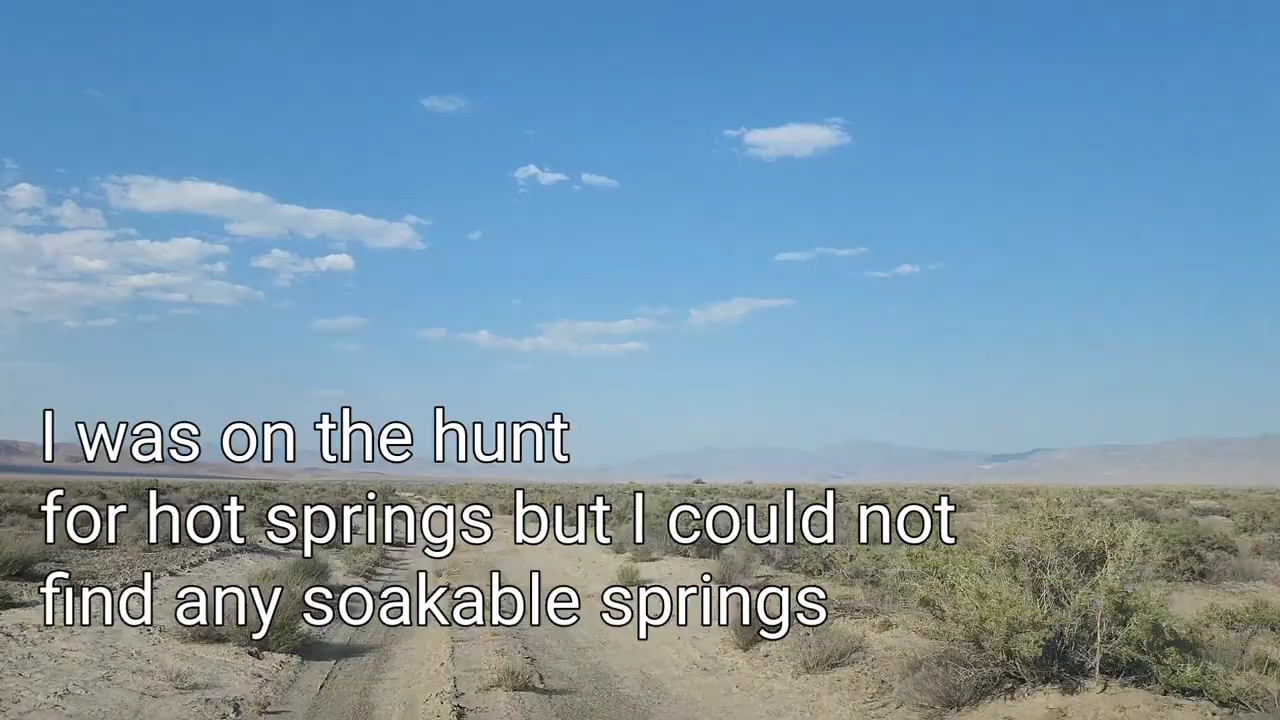 I was on the hunt
for hot springs but I could not
find any soakable springs